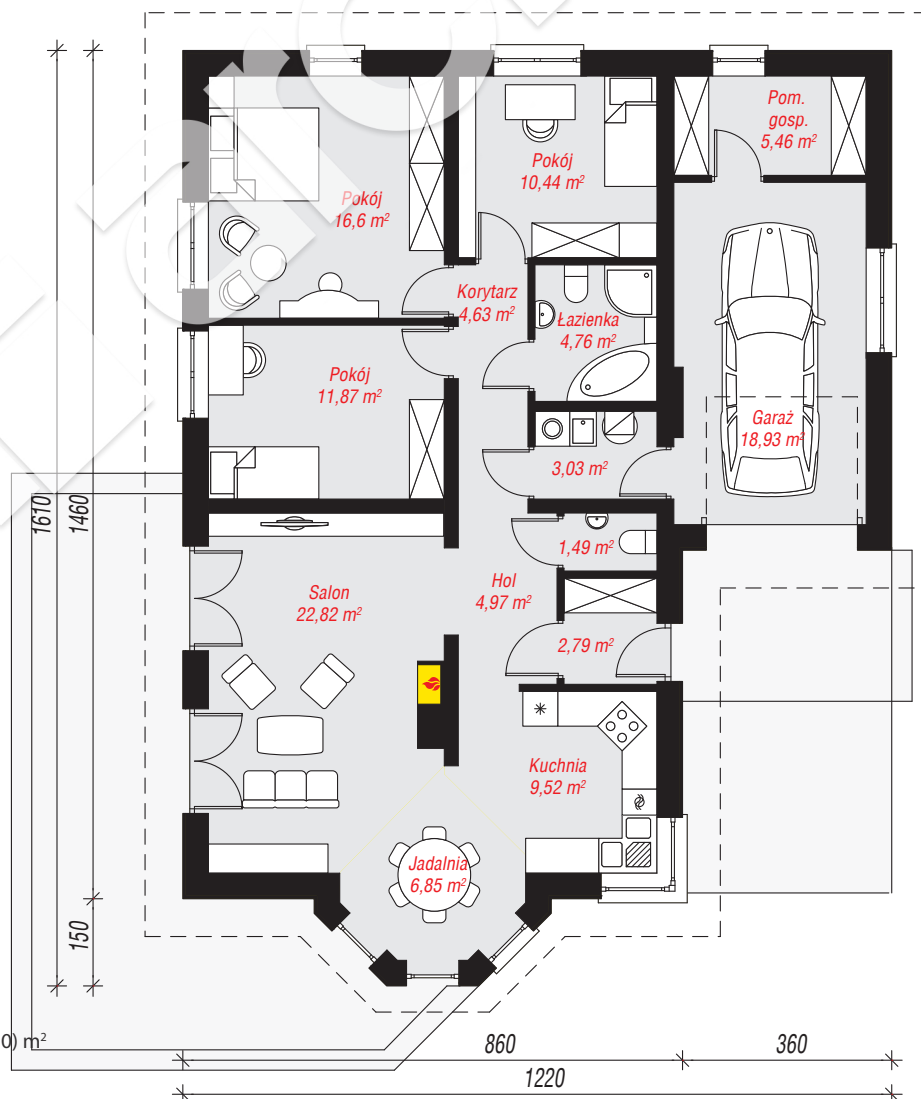 Pom.
gosp.
5,46 m²
Pokój
10,44 m²
Pokój
16,6 m²
Korytarz
4,63 m²
Łazienka
4,76 m²
Pokój
11,87 m²
Garaż
18,93 m²
3,03 m²
1610
1460
1,49 m²
Hol
4,97 m²
Salon
22,82 m²
2,79 m²
Kuchnia
9,52 m²
Jadalnia
6,85 m²
150
0) m²
860
360
1220